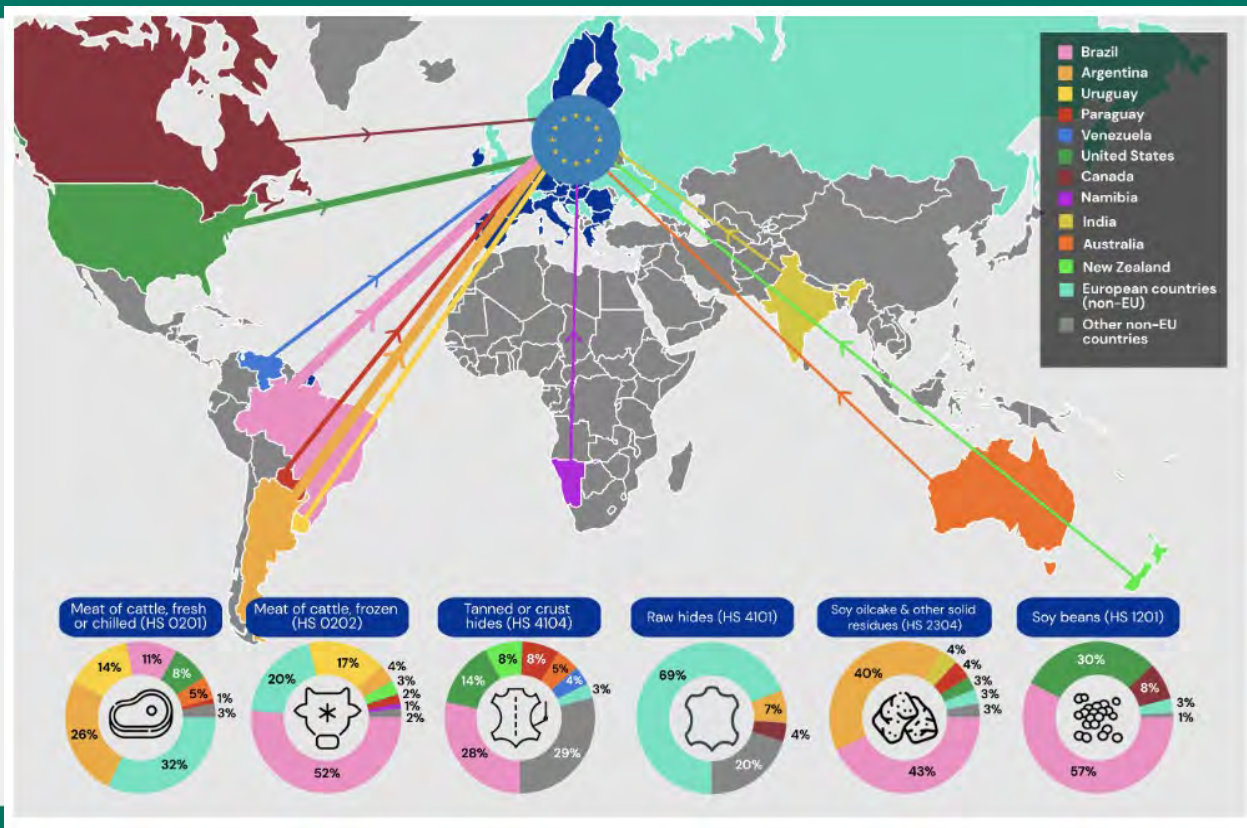 Brazil
Argentina
Uruguay
Paraguay
Venezuela
United States
Canada
Namibia
India
Australia
New Zealand
European countries
(non-EU)
Other non-EU
countries
Meat of cattle, fresh
or chilled (HS 0201)
14%
11%
8%
5%
1%
3%
26%
32%
Meat of cattle, frozen
(HS 0202)
20%
17%
4%
3%
2%
1%
2%
52%
Tanned or crust
hides (HS 4104)
14%
8%
8%
5%
4%
3%
28%
29%
Raw hides (HS 4101)
69%
7%
4%
20%
Soy oilcake & other solid
residues (HS 2304)
40%
4%
4%
3%
3%
3%
43%
Soy beans (HS 1201)
30%
8%
3%
1%
57%